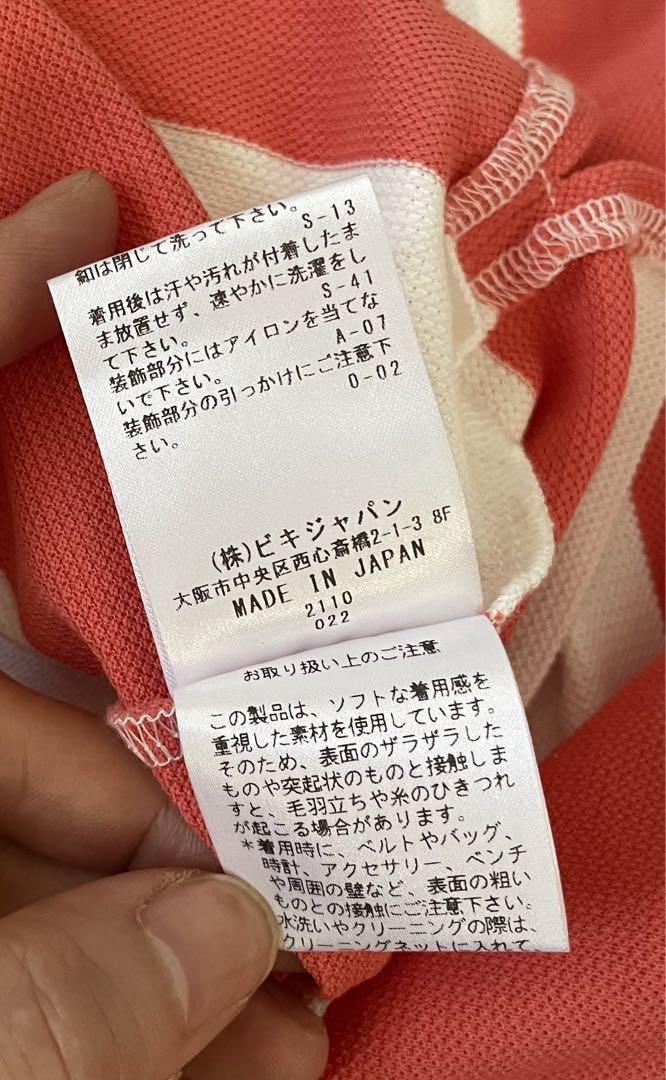 釦は閉じて洗って下さい。
S-13
着用後は汗や汚れが付着したま
ま放置せず、速やかに洗濯をし
て下さい。
S-41
装飾部分にはアイロンを当てな
いで下さい。
A-07
装飾部分の引っかけにご注意下
さい。
O-02
(株)ビキジャパン
大阪市中央区西心斎橋2-1-3 8F
MADE IN JAPAN
2110
022
お取り扱い上のご注意
この製品は、ソフトな着用感を
重視した素材を使用しています。
そのため、表面のザラザラした
ものや突起状のものと接触しま
すと、毛羽立ちや糸のひきつれ
が起こる場合があります。
*着用時に、ベルトやバッグ、
時計、アクセサリー、ベンチ
や周囲の壁など、表面の粗い
ものとの接触にご注意下さい。
水洗いやクリーニングの際は、
クリーニングネットに入れて、